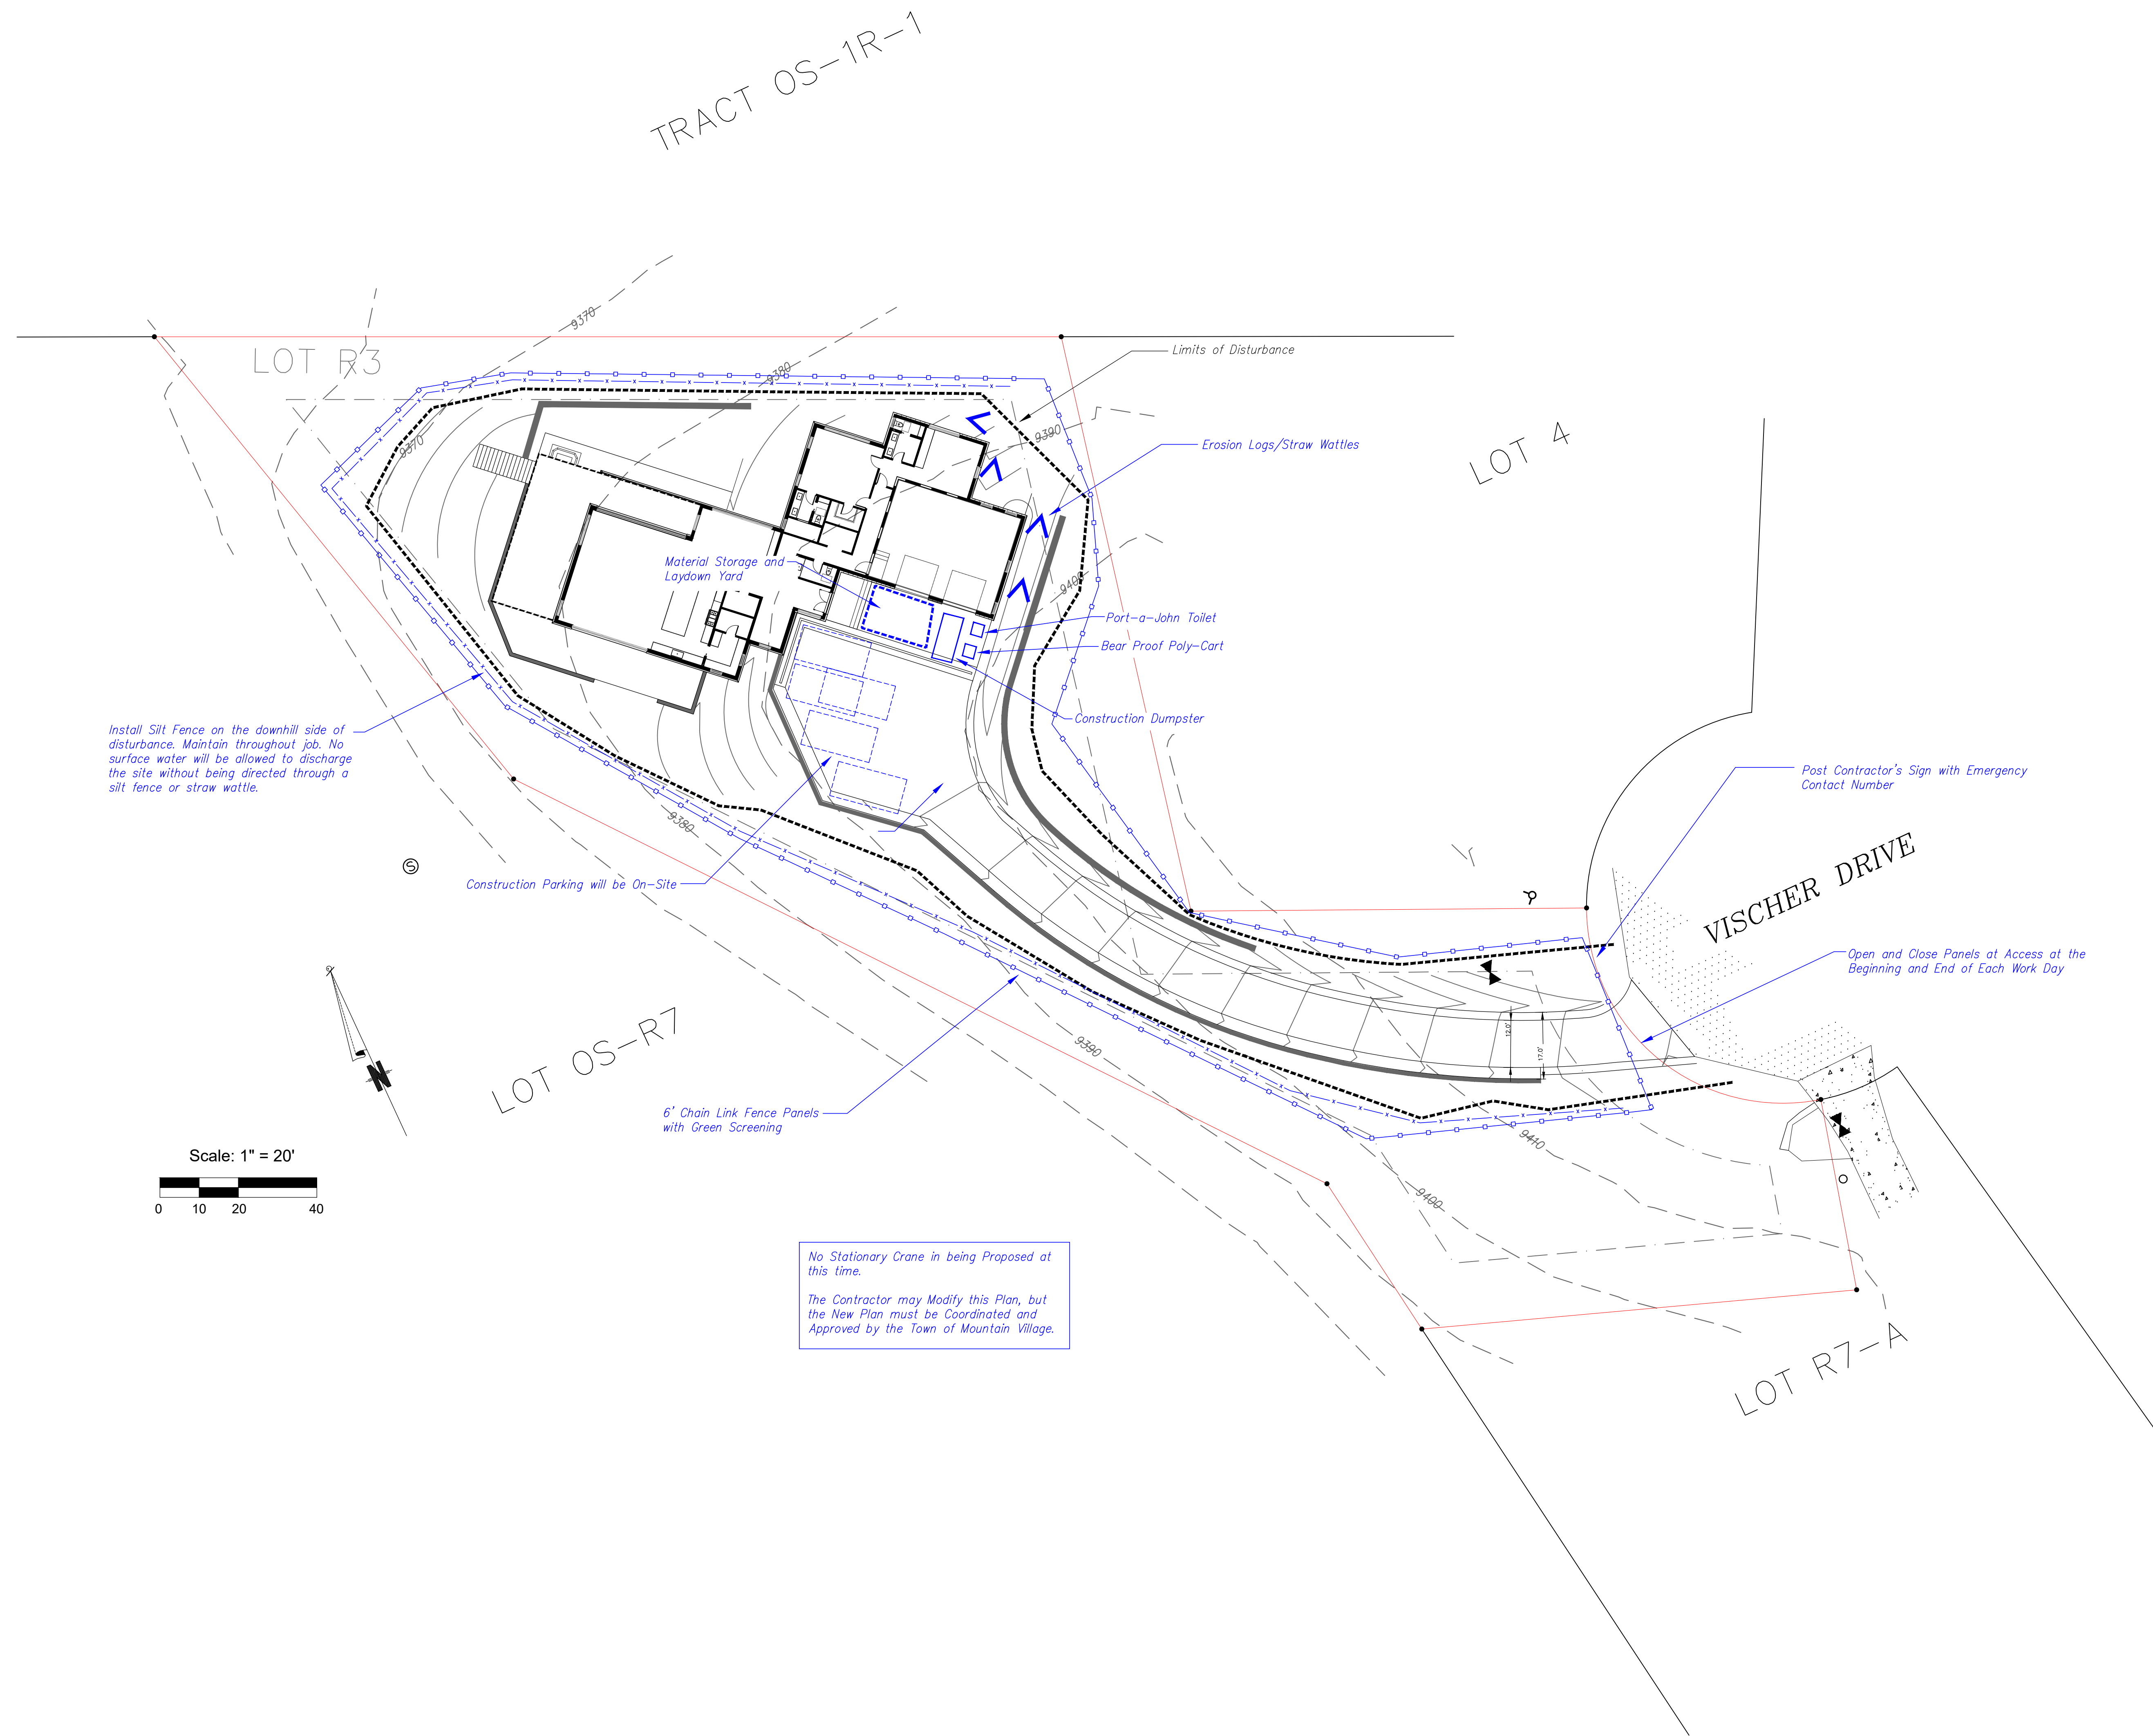 TRACT OS-1R-1
9370
LOT R3
Limits of Disturbance
9380
9390
9370
Erosion Logs/Straw Wattles
LOT 4
Material Storage and
Laydown Yard
9400
Port-a-John Toilet
Bear Proof Poly-Cart
Construction Dumpster
Install Silt Fence on the downhill side of
disturbance. Maintain throughout job. No
surface water will be allowed to discharge
the site without being directed through a
silt fence or straw wattle.
Post Contractor's Sign with Emergency
Contact Number
9380
S
Construction Parking will be On-Site
VISCHER DRIVE
Open and Close Panels at Access at the
Beginning and End of Each Work Day
LOT OS-R7
N
12.0'
17.0'
9390
6' Chain Link Fence Panels
with Green Screening
9410
Scale: 1" = 20'
0 10 20 40
9400
No Stationary Crane in being Proposed at
this time.
The Contractor may Modify this Plan, but
the New Plan must be Coordinated and
Approved by the Town of Mountain Village.
LOT R7-A